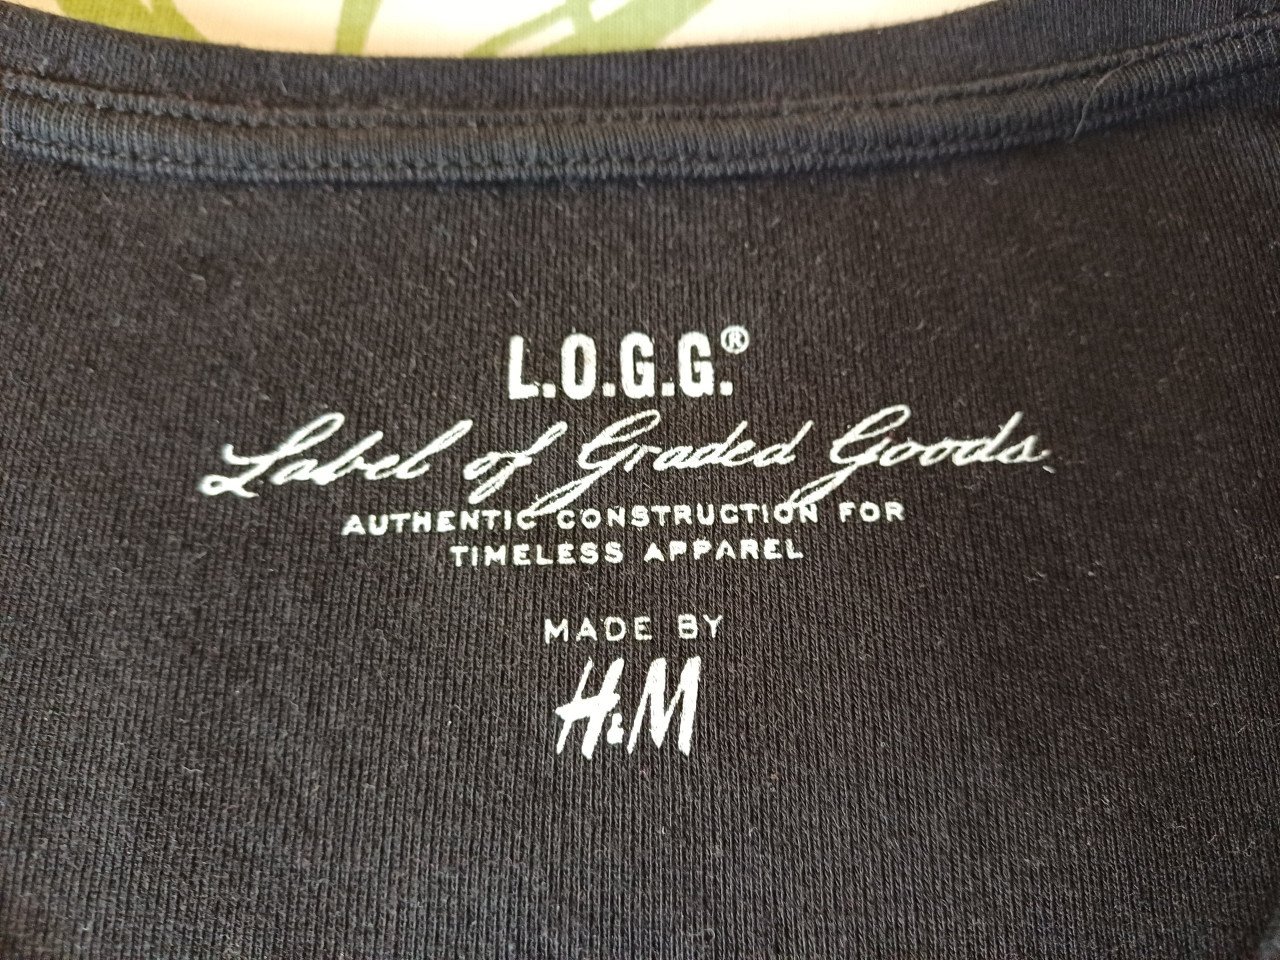 L.O.G.G.®
Label of Graded Goods.
AUTHENTIC CONSTRUCTION FOR
TIMELESS APPAREL
MADE BY
H&M